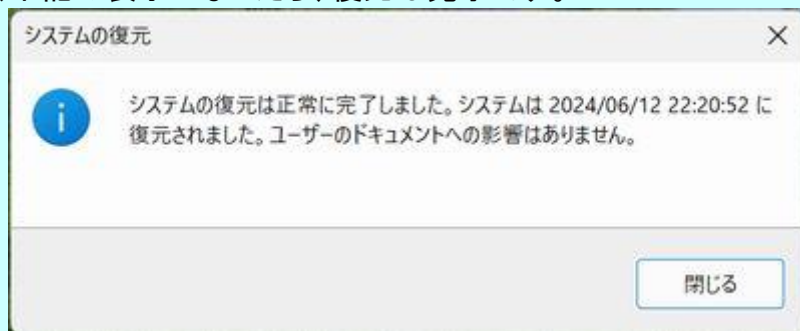 システムの復元
システムの復元は正常に完了しました。システムは 2024/06/12 22:20:52 に
復元されました。ユーザーのドキュメントへの影響はありません。
閉じる